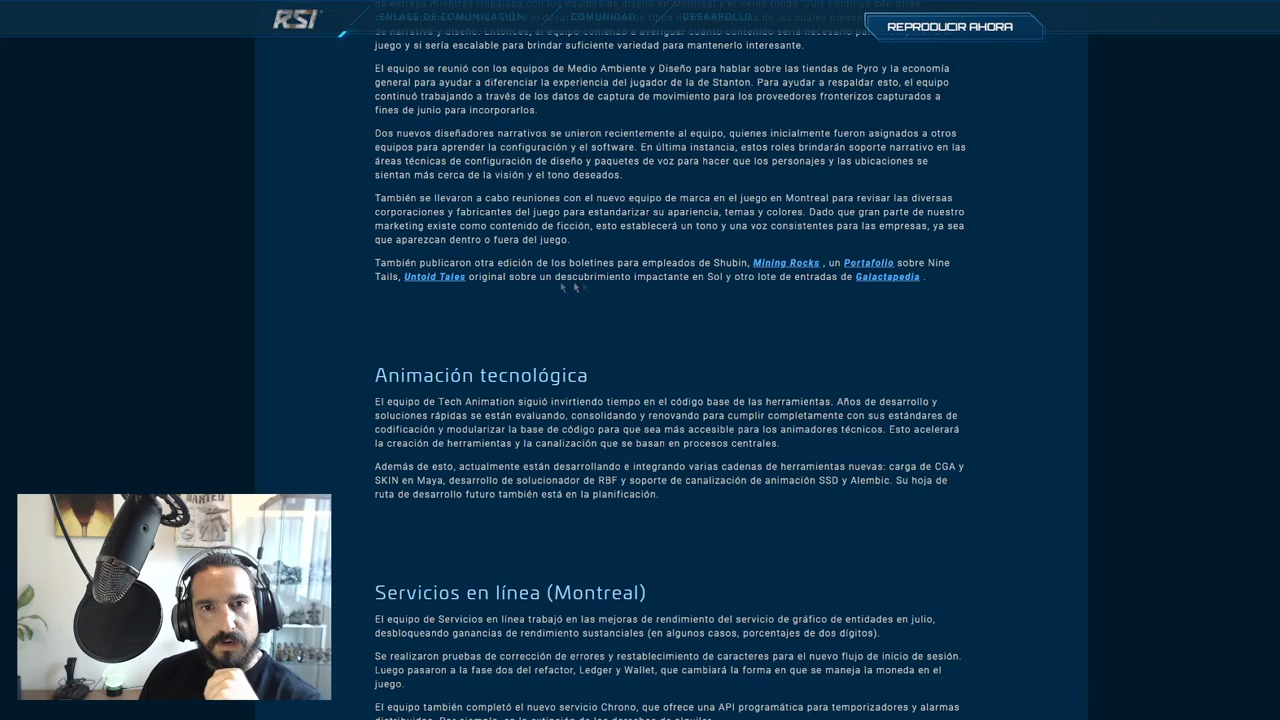 RSI
ENLACE DE COMUNICACIÓN COMUNIDAD DESARROLLO
REPRODUCIR AHORA
juego y si sería escalable para brindar suficiente variedad para mantenerlo interesante.
El equipo se reunió con los equipos de Medio Ambiente y Diseño para hablar sobre las tiendas de Pyro y la economía
general para ayudar a diferenciar la experiencia del jugador de la de Stanton. Para ayudar a respaldar esto, el equipo
continuó trabajando a través de los datos de captura de movimiento para los proveedores fronterizos capturados a
fines de junio para incorporarlos.
Dos nuevos diseñadores narrativos se unieron recientemente al equipo, quienes inicialmente fueron asignados a otros
equipos para aprender la configuración y el software. En última instancia, estos roles brindarán soporte narrativo en las
áreas técnicas de configuración de diseño y paquetes de voz para hacer que los personajes y las ubicaciones se
sientan más cerca de la visión y el tono deseados.
También se llevaron a cabo reuniones con el nuevo equipo de marca en el juego en Montreal para revisar las diversas
corporaciones y fabricantes del juego para estandarizar su apariencia, temas y colores. Dado que gran parte de nuestro
marketing existe como contenido de ficción, esto establecerá un tono y una voz consistentes para las empresas, ya sea
que aparezcan dentro o fuera del juego.
También publicaron otra edición de los boletines para empleados de Shubin, Mining Rocks , un Portafolio sobre Nine
Tails, Untold Tales original sobre un descubrimiento impactante en Sol y otro lote de entradas de Galactapedia .
Animación tecnológica
El equipo de Tech Animation siguió invirtiendo tiempo en el código base de las herramientas. Años de desarrollo y
soluciones rápidas se están evaluando, consolidando y renovando para cumplir completamente con sus estándares de
codificación y modularizar la base de código para que sea más accesible para los animadores técnicos. Esto acelerará
la creación de herramientas y la canalización que se basan en procesos centrales.
Además de esto, actualmente están desarrollando e integrando varias cadenas de herramientas nuevas: carga de CGA y
SKIN en Maya, desarrollo de solucionador de RBF y soporte de canalización de animación SSD y Alembic. Su hoja de
ruta de desarrollo futuro también está en la planificación.
Servicios en línea (Montreal)
El equipo de Servicios en línea trabajó en las mejoras de rendimiento del servicio de gráfico de entidades en julio,
desbloqueando ganancias de rendimiento sustanciales (en algunos casos, porcentajes de dos dígitos).
Se realizaron pruebas de corrección de errores y restablecimiento de caracteres para el nuevo flujo de inicio de sesión.
Luego pasaron a la fase dos del refactor, Ledger y Wallet, que cambiará la forma en que se maneja la moneda en el
juego.
El equipo también completó el nuevo servicio Chrono, que ofrece una API programática para temporizadores y alarmas
WANTED